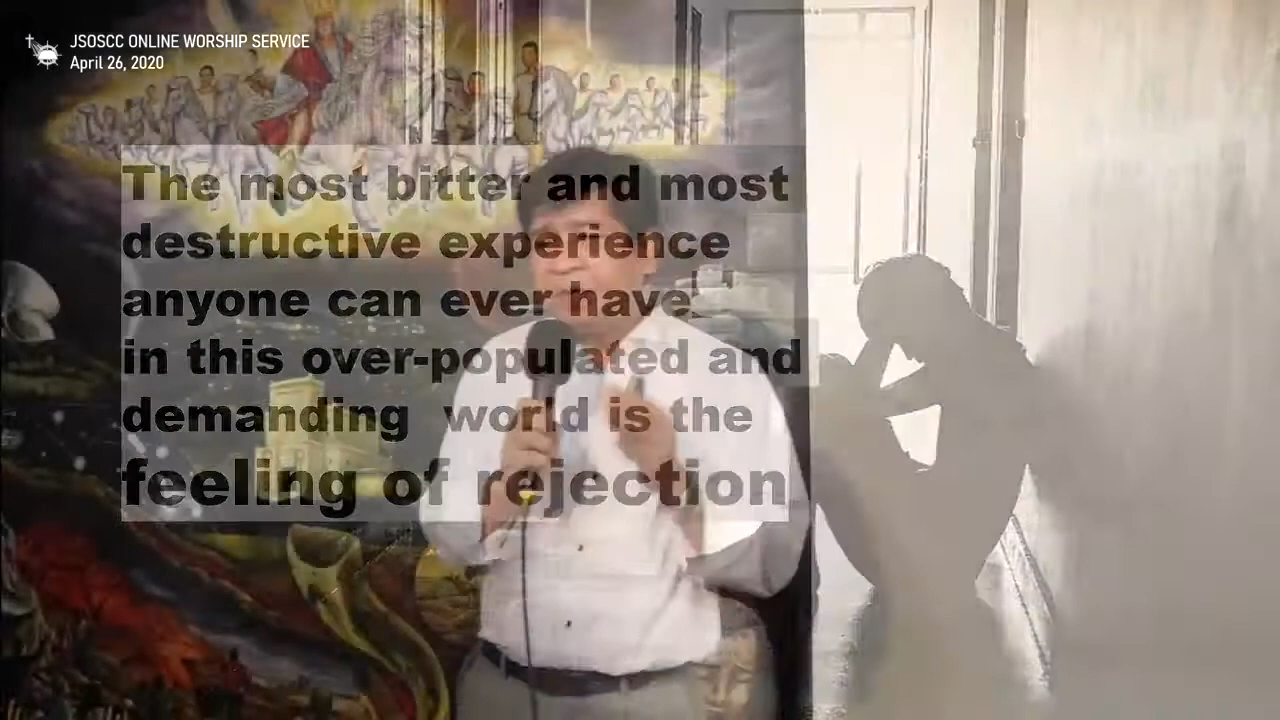 JSOSCC ONLINE WORSHIP SERVICE
April 26, 2020
The most bitter and most
destructive experience
anyone can ever have
in this over-populated and
demanding world is the
feeling of rejection